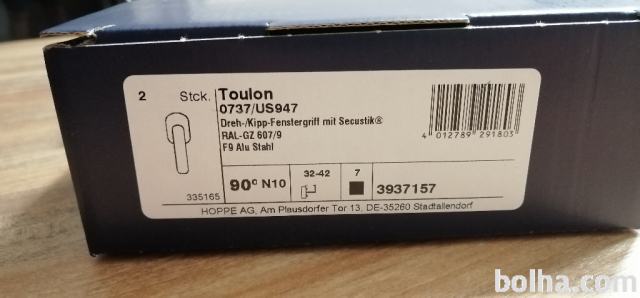 2 Stck. Toulon
0737/US947
Dreh-/Kipp-Fenstergriff mit Secustik®
RAL-GZ 607/9
F9 Alu Stahl
4 012789 291803
335165
90° N10
32-42
7
3937157
HOPPE AG, Am Plausdorfer Tor 13, DE-35260 Stadtallendorf
bolha.com